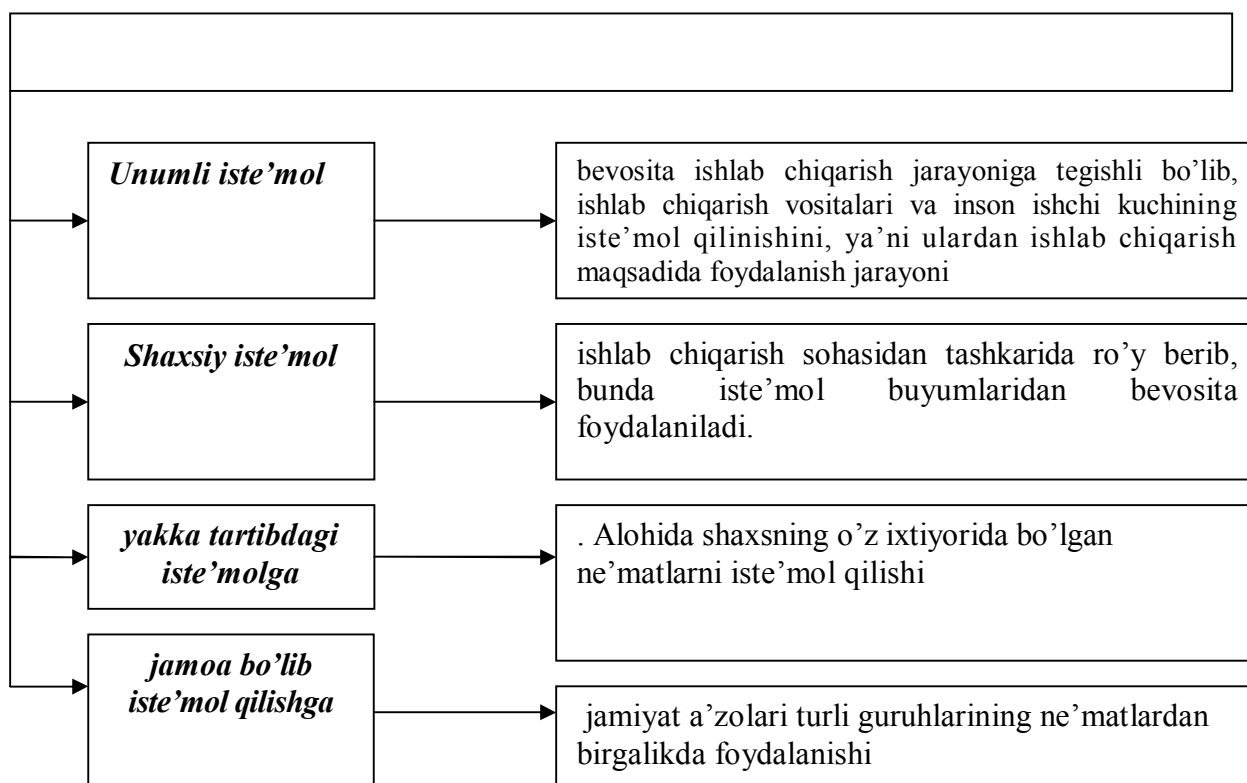 Unumli iste’mol
bevosita ishlab chiqarish jarayoniga tegishli bo’lib,
ishlab chiqarish vositalari va inson ishchi kuchining
iste’mol qilinishini, ya’ni ulardan ishlab chiqarish
maqsadida foydalanish jarayoni
Shaxsiy iste’mol
ishlab chiqarish sohasidan tashkarida ro’y berib,
bunda iste’mol buyumlaridan bevosita
foydalaniladi.
yakka tartibdagi
iste’molga
. Alohida shaxsning o’z ixtiyorida bo’lgan
ne’matlarni iste’mol qilishi
jamoa bo’lib
iste’mol qilishga
jamiyat a’zolari turli guruhlarining ne’matlardan
birgalikda foydalanishi